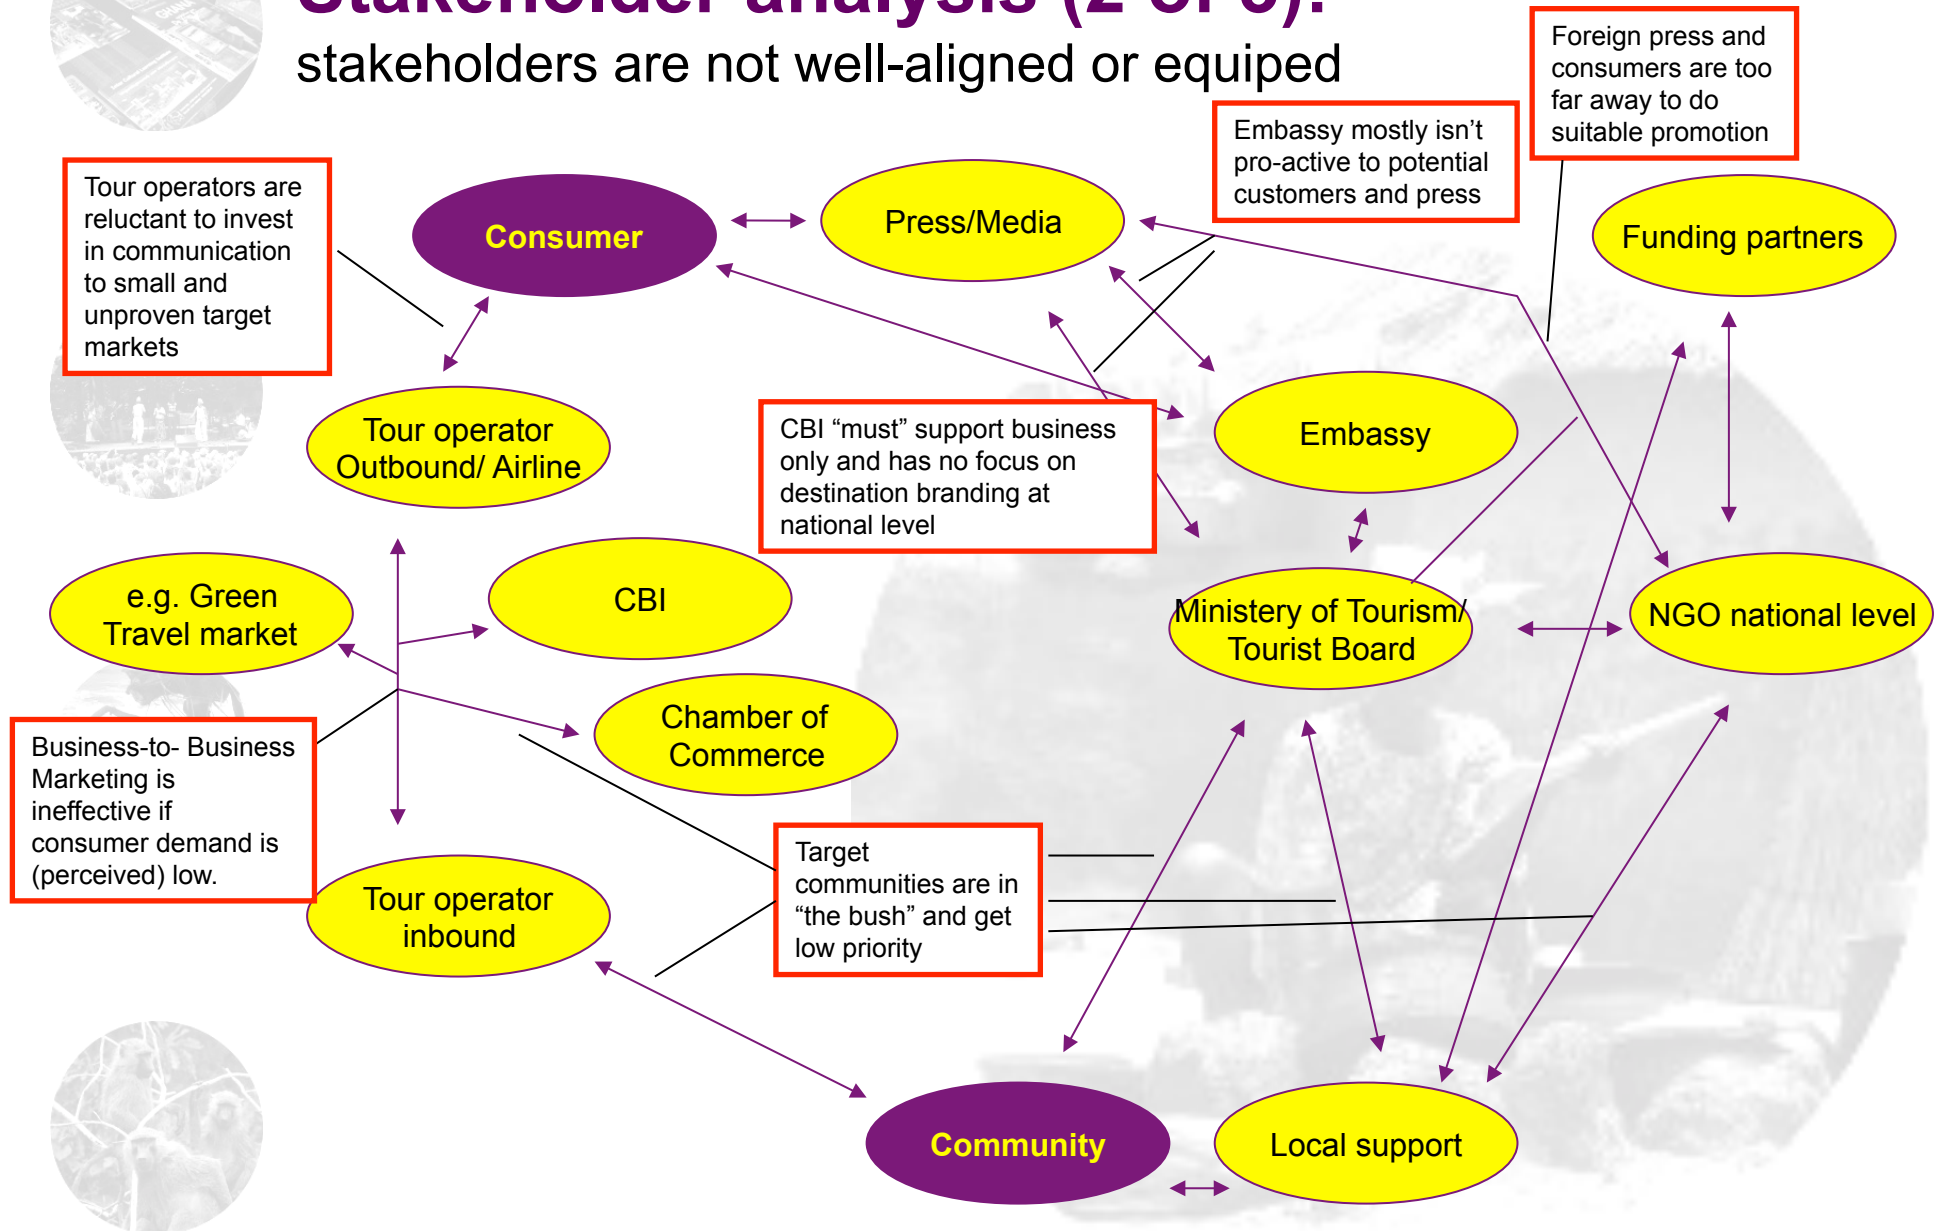 Stakeholder analysis (2 of 3):
stakeholders are not well-aligned or equiped
Foreign press and
consumers are too
far away to do
suitable promotion
Embassy mostly isn’t
pro-active to potential
customers and press
Tour operators are
reluctant to invest
in communication
to small and
unproven target
markets
Consumer
Press/Media
Funding partners
Tour operator
Outbound/ Airline
CBI “must” support business
only and has no focus on
destination branding at
national level
Embassy
e.g. Green
Travel market
CBI
Ministery of Tourism/
Tourist Board
NGO national level
Chamber of
Commerce
Business-to- Business
Marketing is
ineffective if
consumer demand is
(perceived) low.
Target
communities are in
“the bush” and get
low priority
Tour operator
inbound
Community
Local support